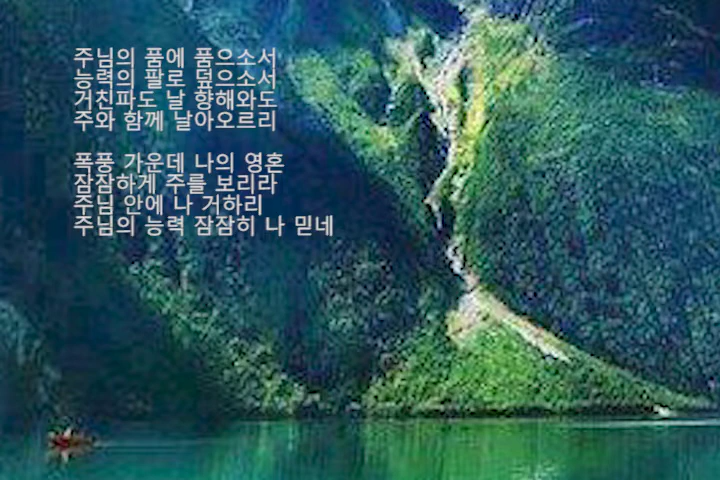 주님의 품에 품으소서
능력의 팔로 덮으소서
거친파도 날 향해와도
주와 함께 날아오르리
폭풍 가운데 나의 영혼
잠잠하게 주를 보리라
주님 안에 나 거하리
주님의 능력 잠잠히 나 믿네